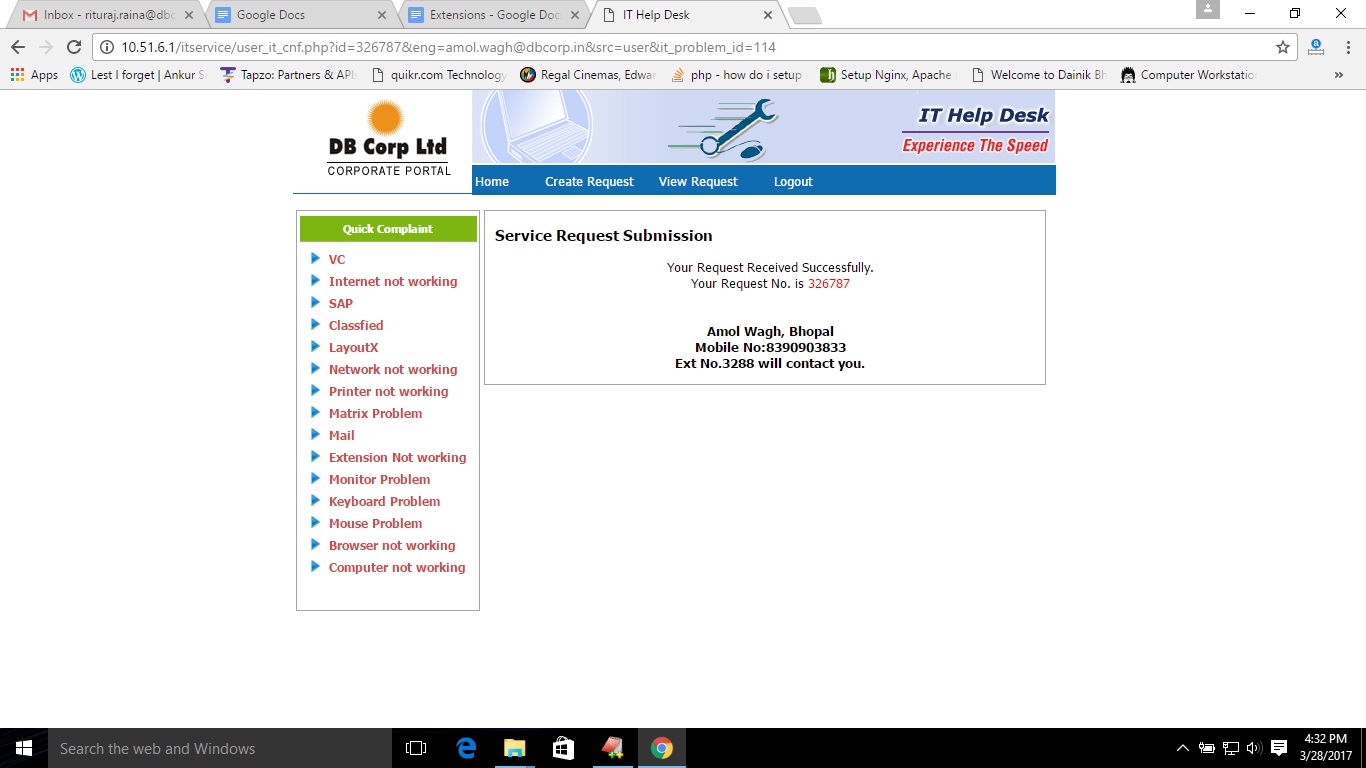 Inbox - rituraj.raina@dbc
Google Docs
Extensions - Google Doc
IT Help Desk
10.51.6.1/itservice/user_it_cnf.php?id=326787&eng=amol.wagh@dbcorp.in&src=user&it_problem_id=114
Apps
Lest I forget | Ankur S
Tapzo: Partners & API
quikr.com Technology
Regal Cinemas, Edwar
php - how do i setup
Setup Nginx, Apache
Welcome to Dainik Bh
Computer Workstatio
»
DB Corp Ltd
CORPORATE PORTAL
IT Help Desk
Experience The Speed
Home
Create Request
View Request
Logout
Quick Complaint
VC
Internet not working
SAP
Classfied
LayoutX
Network not working
Printer not working
Matrix Problem
Mail
Extension Not working
Monitor Problem
Keyboard Problem
Mouse Problem
Browser not working
Computer not working
Service Request Submission
Your Request Received Successfully.
Your Request No. is 326787
Amol Wagh, Bhopal
Mobile No:8390903833
Ext No.3288 will contact you.
Search the web and Windows
4:32 PM
3/28/2017